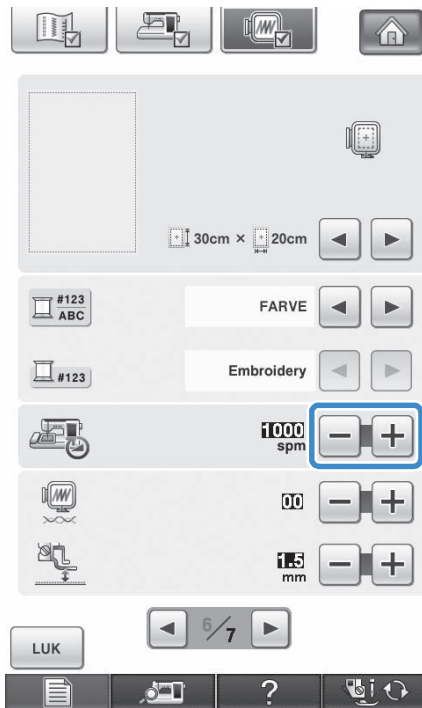 30cm × 20cm
#123
ABC
FARVE
#123
Embroidery
1000
spm
00
1.5
mm
6/7
LUK
?